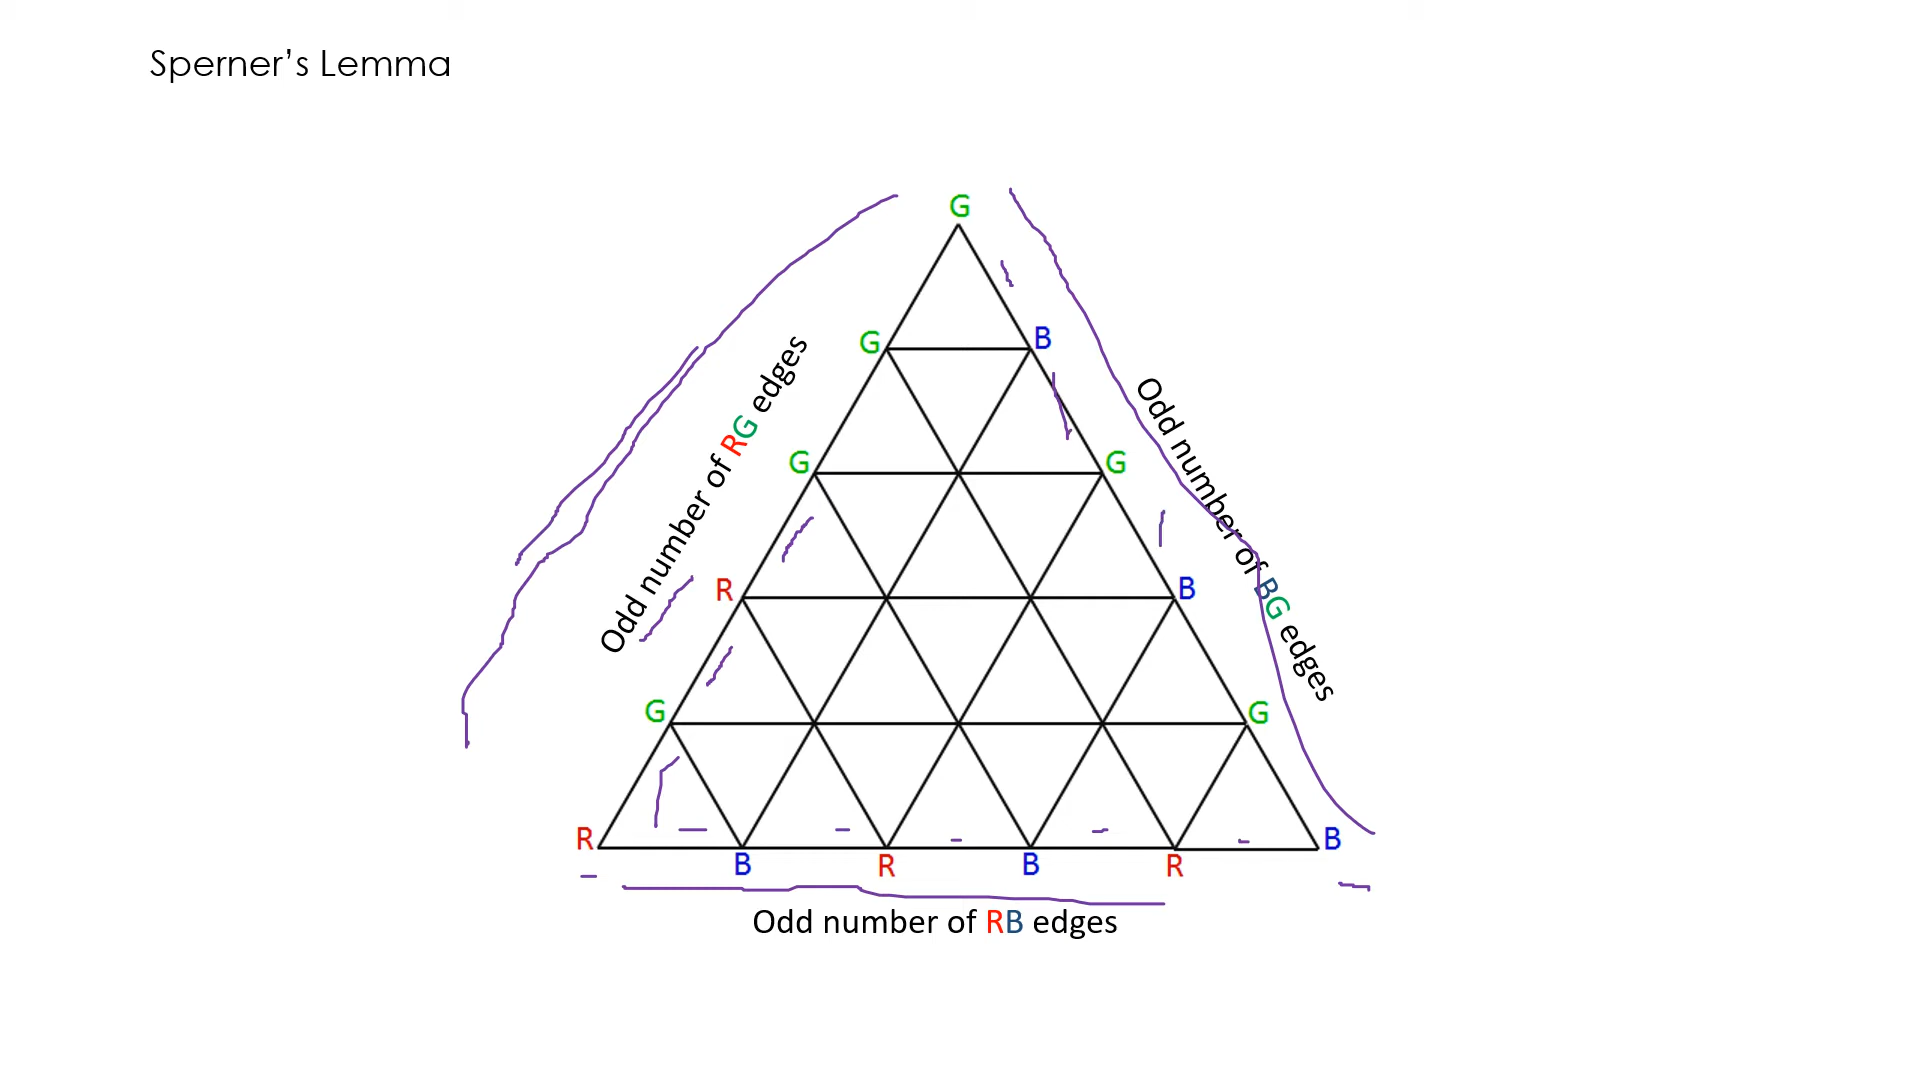 Sperner's Lemma
G
G
B
Odd number of RG edges
Odd number of BG edges
G
G
R
B
G
G
R
B
B
R
B
R
Odd number of RB edges